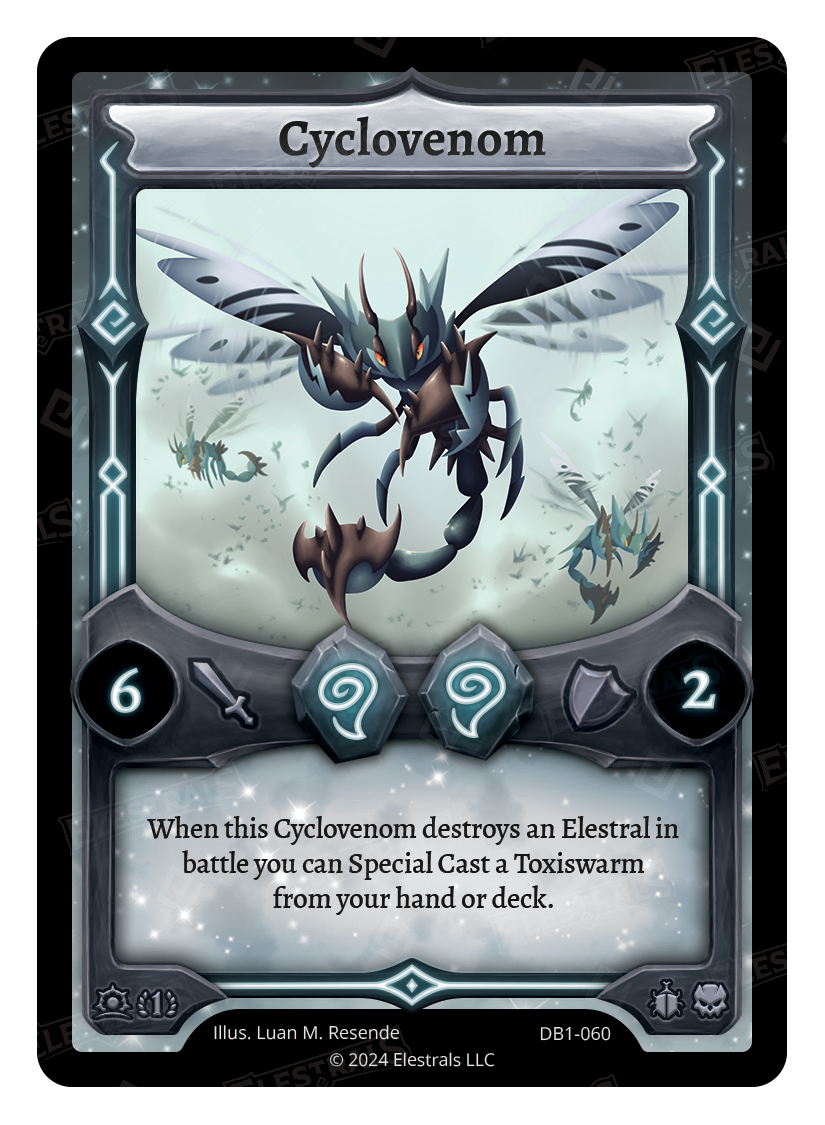 Cyclovenom
6
2
When this Cyclovenom destroys an Elestral in
battle you can Special Cast a Toxiswarm
from your hand or deck.
1
Illus. Luan M. Resende
DB1-060
© 2024 Elestrals LLC